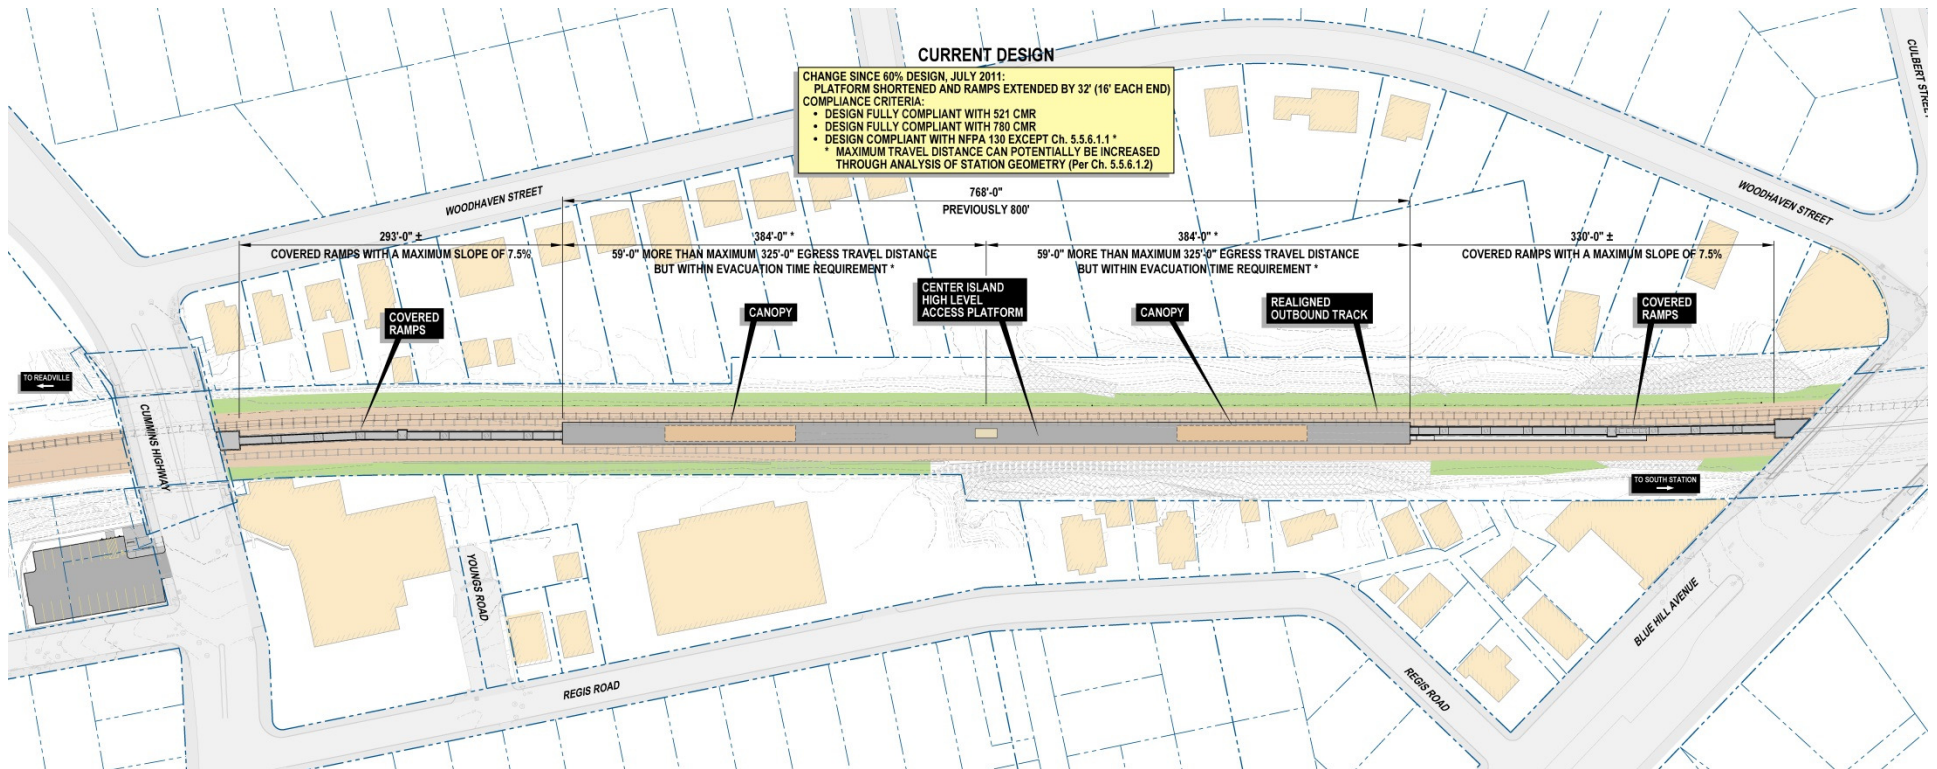 CURRENT DESIGN
CHANGE SINCE 60% DESIGN, JULY 2011:
PLATFORM SHORTENED AND RAMPS EXTENDED BY 32' (16' EACH END)
COMPLIANCE CRITERIA:
• DESIGN FULLY COMPLIANT WITH 521 CMR
• DESIGN FULLY COMPLIANT WITH 780 CMR
• DESIGN COMPLIANT WITH NFPA 130 EXCEPT Ch. 5.5.6.1.1 *
* MAXIMUM TRAVEL DISTANCE CAN POTENTIALLY BE INCREASED
THROUGH ANALYSIS OF STATION GEOMETRY (Per Ch. 5.5.6.1.2)
CULBERT STREET
WOODHAVEN STREET
WOODHAVEN STREET
768'-0"
PREVIOUSLY 800'
293'-0" ±
COVERED RAMPS WITH A MAXIMUM SLOPE OF 7.5%
384'-0" *
59'-0" MORE THAN MAXIMUM 325'-0" EGRESS TRAVEL DISTANCE
BUT WITHIN EVACUATION TIME REQUIREMENT *
384'-0" *
59'-0" MORE THAN MAXIMUM 325'-0" EGRESS TRAVEL DISTANCE
BUT WITHIN EVACUATION TIME REQUIREMENT *
330'-0" ±
COVERED RAMPS WITH A MAXIMUM SLOPE OF 7.5%
COVERED
RAMPS
CANOPY
CENTER ISLAND
HIGH LEVEL
ACCESS PLATFORM
CANOPY
REALIGNED
OUTBOUND TRACK
COVERED
RAMPS
TO READVILLE
CUMMINS HIGHWAY
TO SOUTH STATION
YOUNGS ROAD
REGIS ROAD
REGIS ROAD
BLUE HILL AVENUE